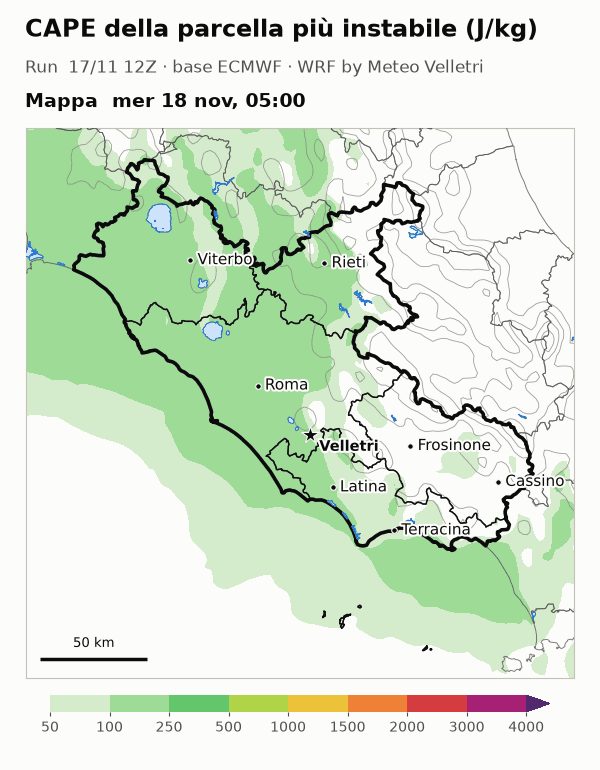 CAPE della parcella più instabile (J/kg)
Run  17/11 12Z · base ECMWF · WRF by Meteo Velletri
Mappa  mer 18 nov, 05:00
Viterbo
Rieti
Roma
Velletri
Frosinone
Cassino
Latina
Terracina
50 km
50 100 250 500 1000 1500 2000 3000 4000